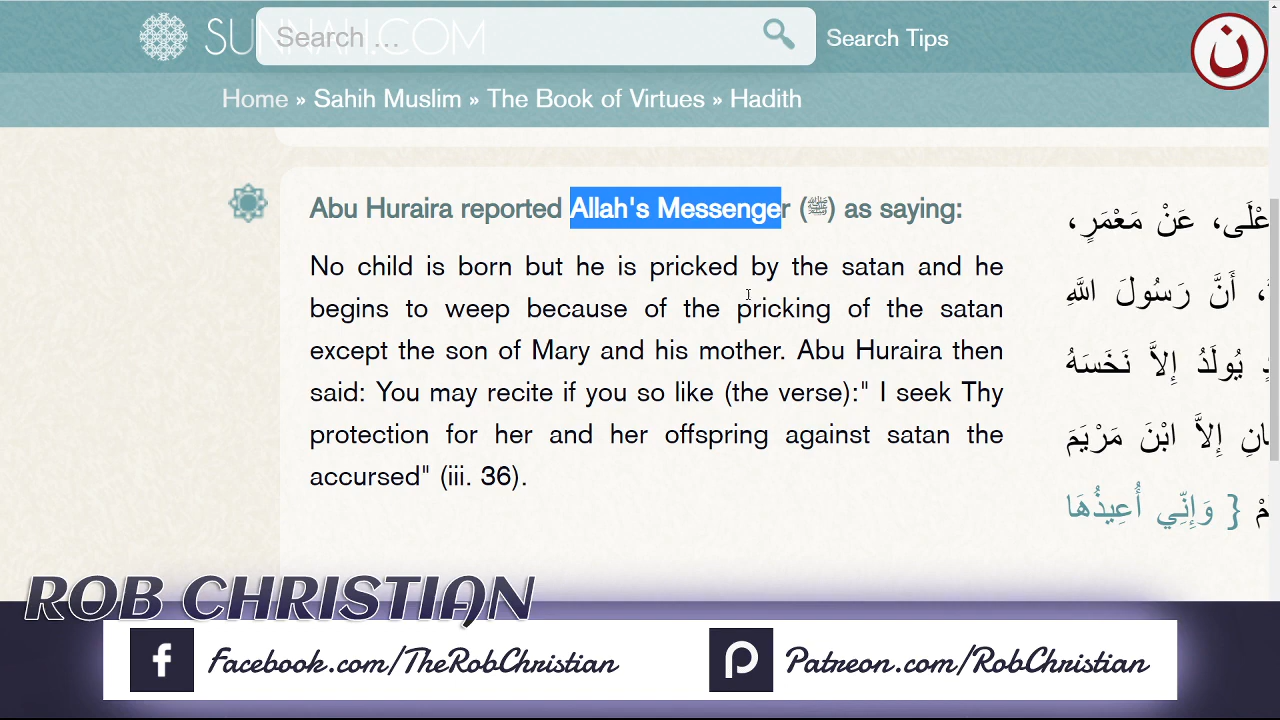 SUNNAH.COM
Search ...
Search Tips
ن
Home » Sahih Muslim » The Book of Virtues » Hadith
Abu Huraira reported Allah's Messenger (ﷺ) as saying:
No child is born but he is pricked by the satan and he
begins to weep because of the pricking of the satan
except the son of Mary and his mother. Abu Huraira then
said: You may recite if you so like (the verse):" I seek Thy
protection for her and her offspring against satan the
accursed" (iii. 36).
عْلَى، عَنْ مَعْمَرٍ،
، أَنَّ رَسُولَ اللَّهِ
يُولَدُ إِلاَّ نَخَسَهُ
انِ إِلاَّ ابْنَ مَرْيَمَ
مْ ‏{‏ وَإِنِّي أُعِيذُهَا
ROB CHRISTIAN
f Facebook.com/TheRobChristian
Patreon.com/RobChristian